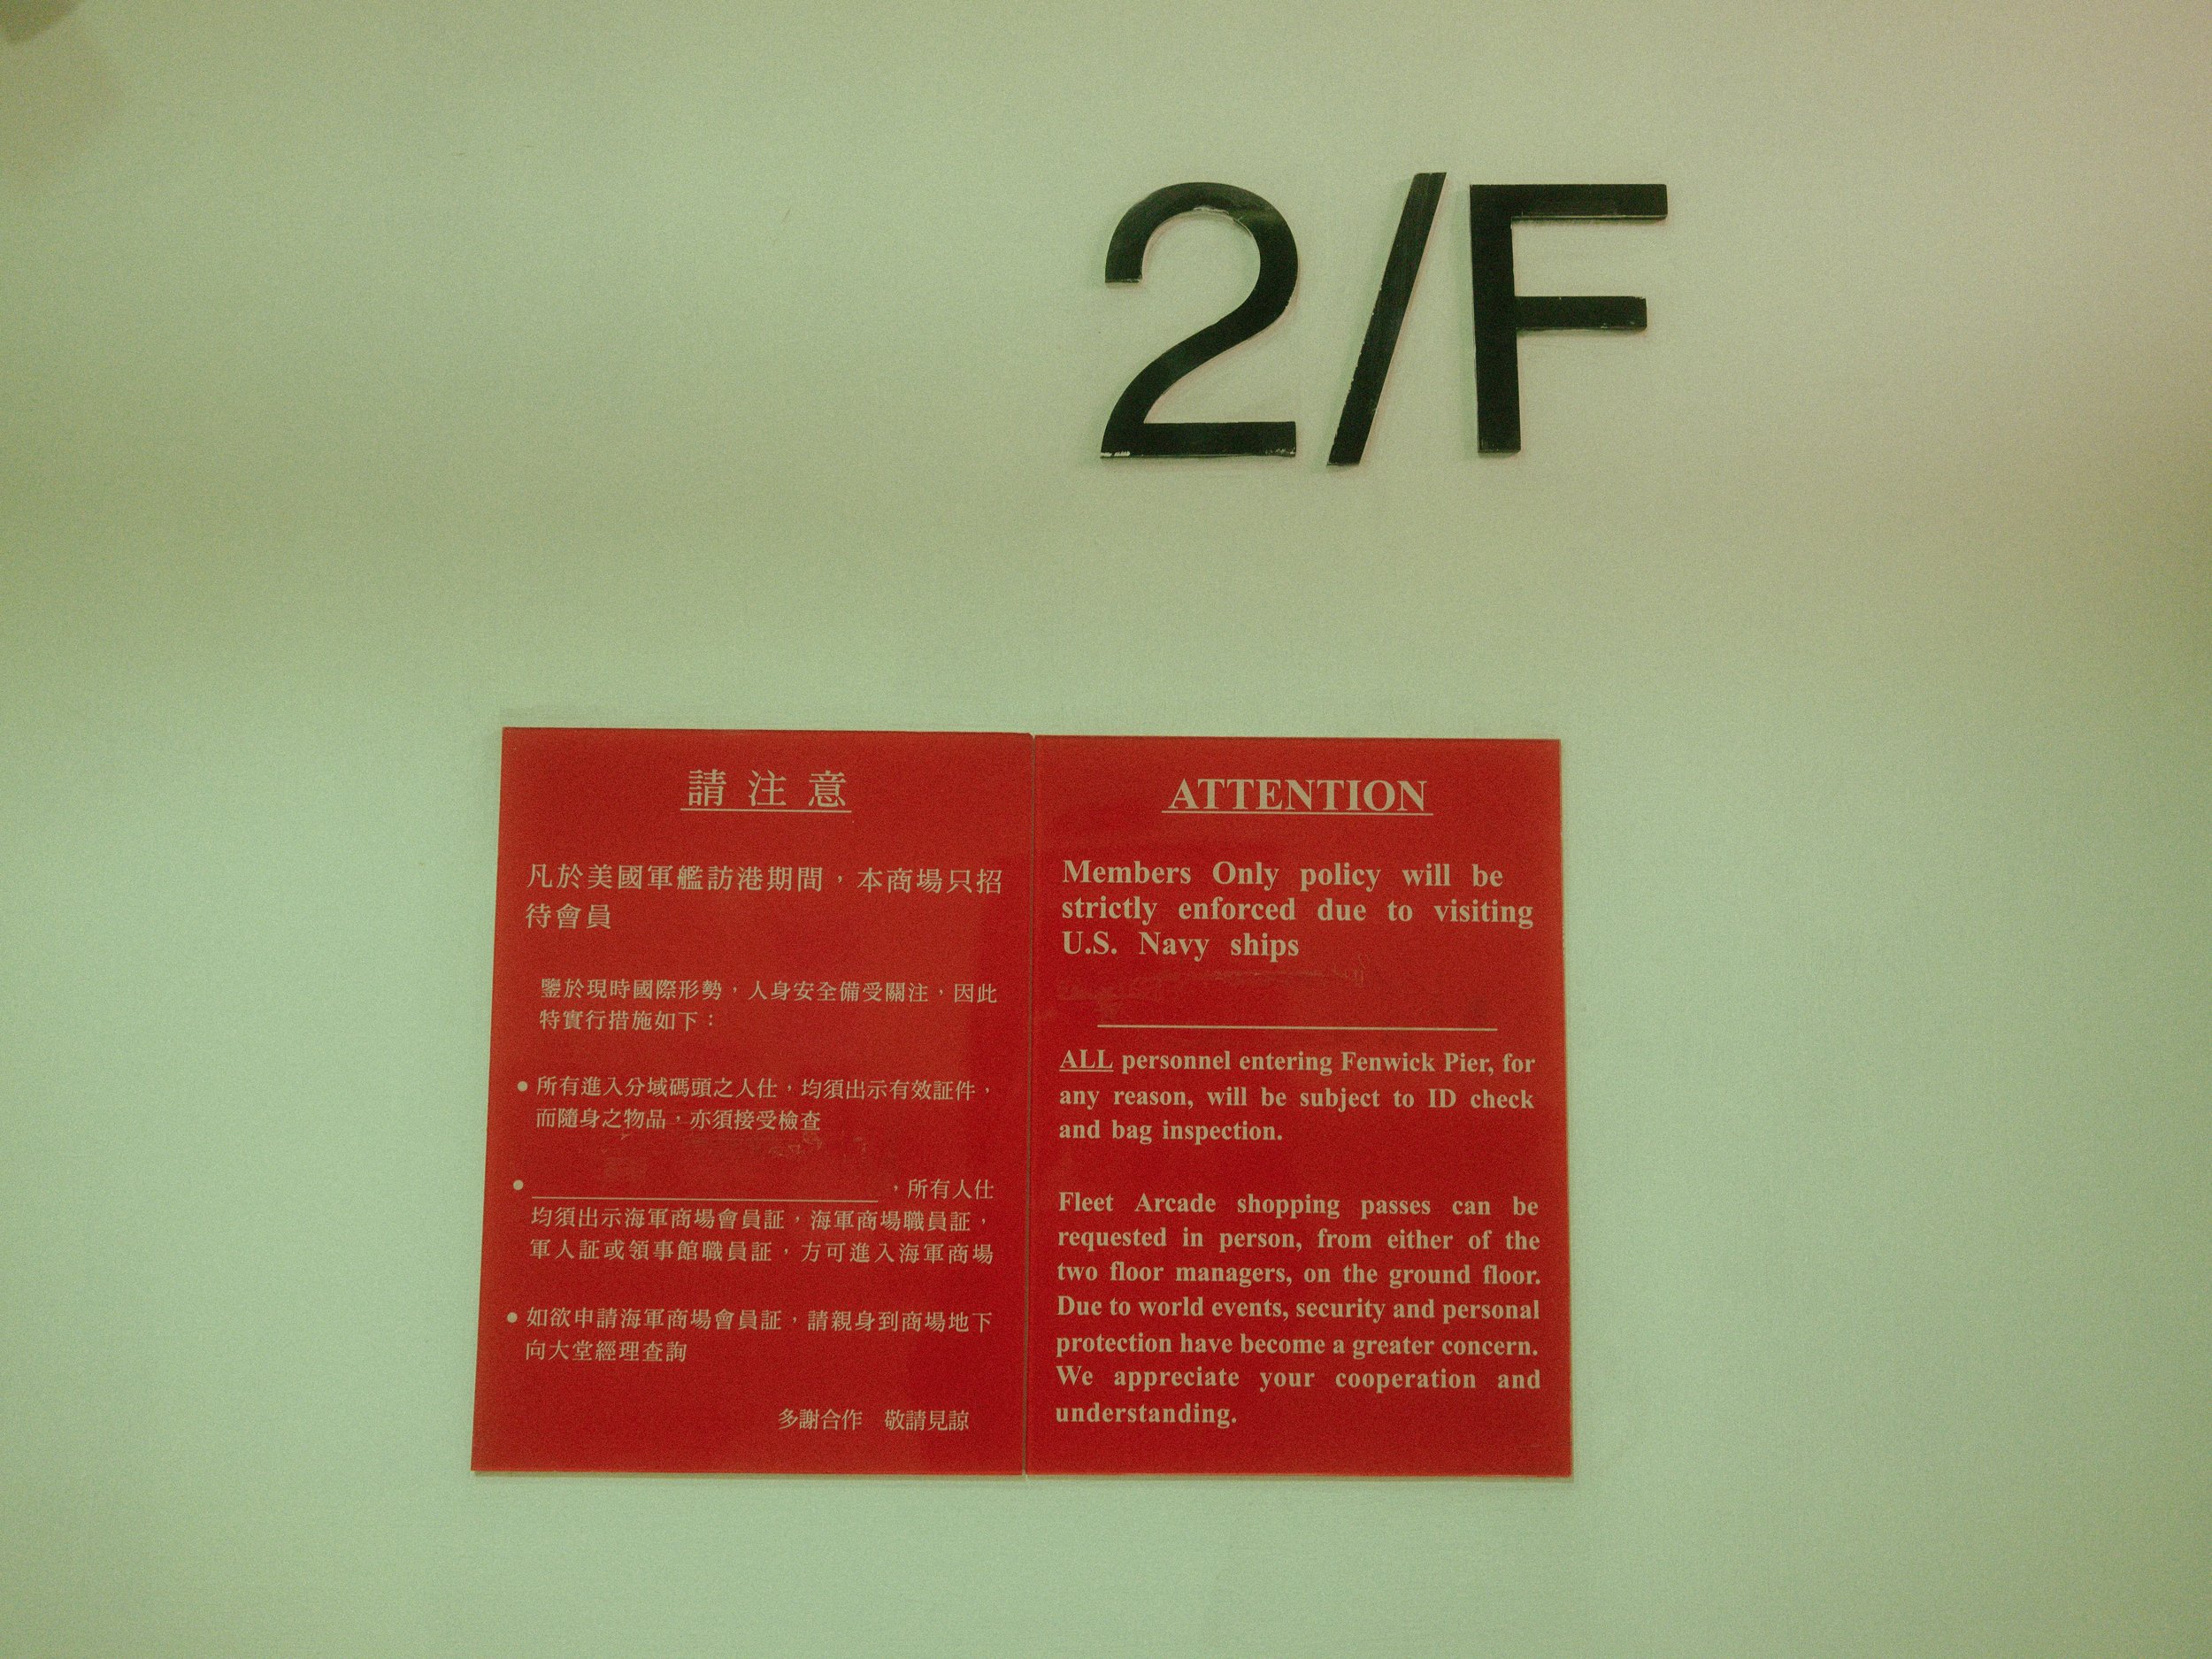 2/F
請注意
凡於美國軍艦訪港期間，本商場只招
待會員
鑒於現時國際形勢，人身安全備受關注，因此
特實行措施如下：
●所有進入分域碼頭之人仕，均須出示有效証件，
而隨身之物品，亦須接受檢查
●，所有人仕
均須出示海軍商場會員証，海軍商場職員証，
軍人証或領事館職員証，方可進入海軍商場
●如欲申請海軍商場會員証，請親身到商場地下
向大堂經理查詢
多謝合作 敬請見諒
ATTENTION
Members Only policy will be
strictly enforced due to visiting
U.S. Navy ships
ALL personnel entering Fenwick Pier, for
any reason, will be subject to ID check
and bag inspection.
Fleet Arcade shopping passes can be
requested in person, from either of the
two floor managers, on the ground floor.
Due to world events, security and personal
protection have become a greater concern.
We appreciate your cooperation and
understanding.